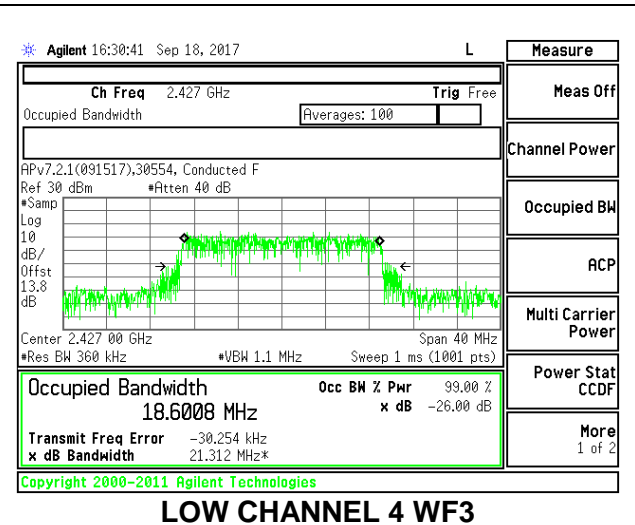 Agilent 16:30:41 Sep 18, 2017 L
Measure
Ch Freq 2.427 GHz Trig Free
Occupied Bandwidth Averages: 100
Meas Off
Channel Power
Occupied BW
ACP
Multi Carrier
Power
Power Stat
CCDF
More
1 of 2
APv7.2.1(091517),30554, Conducted F
Ref 30 dBm #Atten 40 dB
#Samp
Log
10
dB/
Offst
13.8
dB
Center 2.427 00 GHz Span 40 MHz
#Res BW 360 kHz #VBW 1.1 MHz Sweep 1 ms (1001 pts)
Occupied Bandwidth Occ BW % Pwr 99.00 %
18.6008 MHz x dB -26.00 dB
Transmit Freq Error -30.254 kHz
x dB Bandwidth 21.312 MHz*
Copyright 2000-2011 Agilent Technologies
LOW CHANNEL 4 WF3